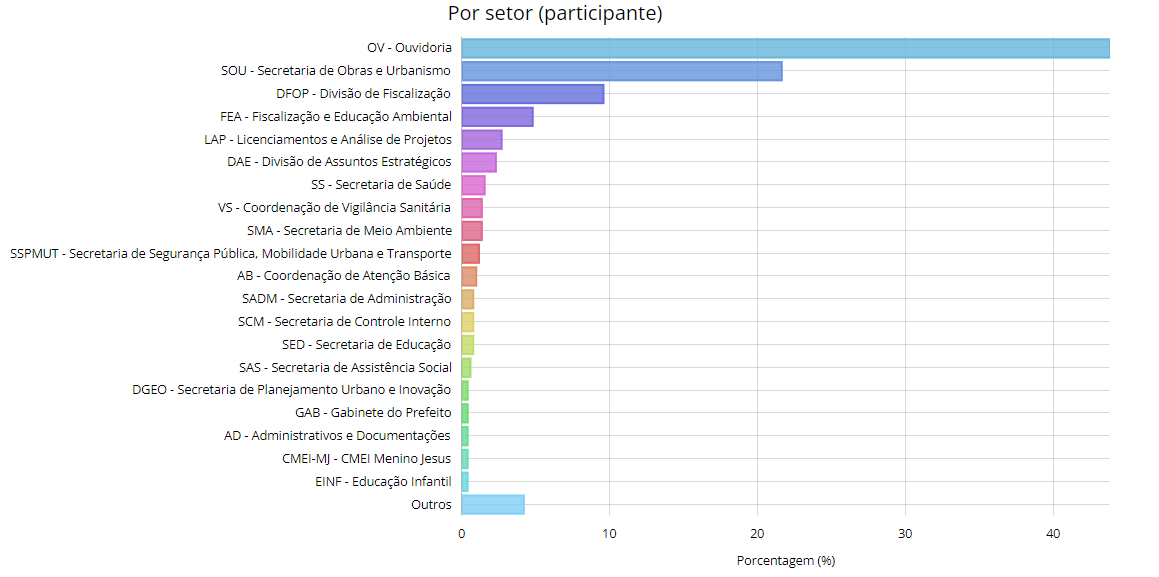 Por setor (participante)
OV - Ouvidoria
SOU - Secretaria de Obras e Urbanismo
DFOP - Divisão de Fiscalização
FEA - Fiscalização e Educação Ambiental
LAP - Licenciamentos e Análise de Projetos
DAE - Divisão de Assuntos Estratégicos
SS - Secretaria de Saúde
VS - Coordenação de Vigilância Sanitária
SMA - Secretaria de Meio Ambiente
SSPMUT - Secretaria de Segurança Pública, Mobilidade Urbana e Transporte
AB - Coordenação de Atenção Básica
SADM - Secretaria de Administração
SCM - Secretaria de Controle Interno
SED - Secretaria de Educação
SAS - Secretaria de Assistência Social
DGEO - Secretaria de Planejamento Urbano e Inovação
GAB - Gabinete do Prefeito
AD - Administrativos e Documentações
CMEI-MJ - CMEI Menino Jesus
EINF - Educação Infantil
Outros
0 10 20 30 40
Porcentagem (%)